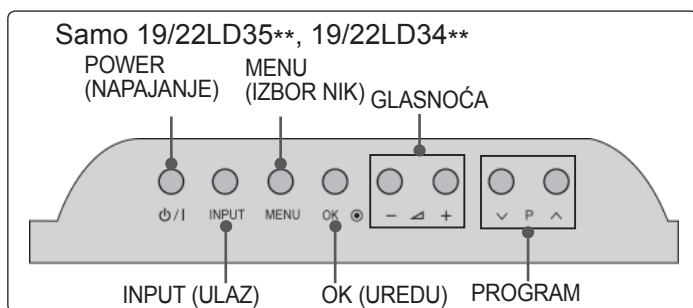 Samo 19/22LD35**, 19/22LD34**
POWER
(NAPAJANJE)
MENU
(IZBOR NIK)
GLASNOĆA
⏻/I INPUT MENU OK ⦿ - ⊿ + ∨ P ∧
INPUT (ULAZ) OK (UREDU) PROGRAM